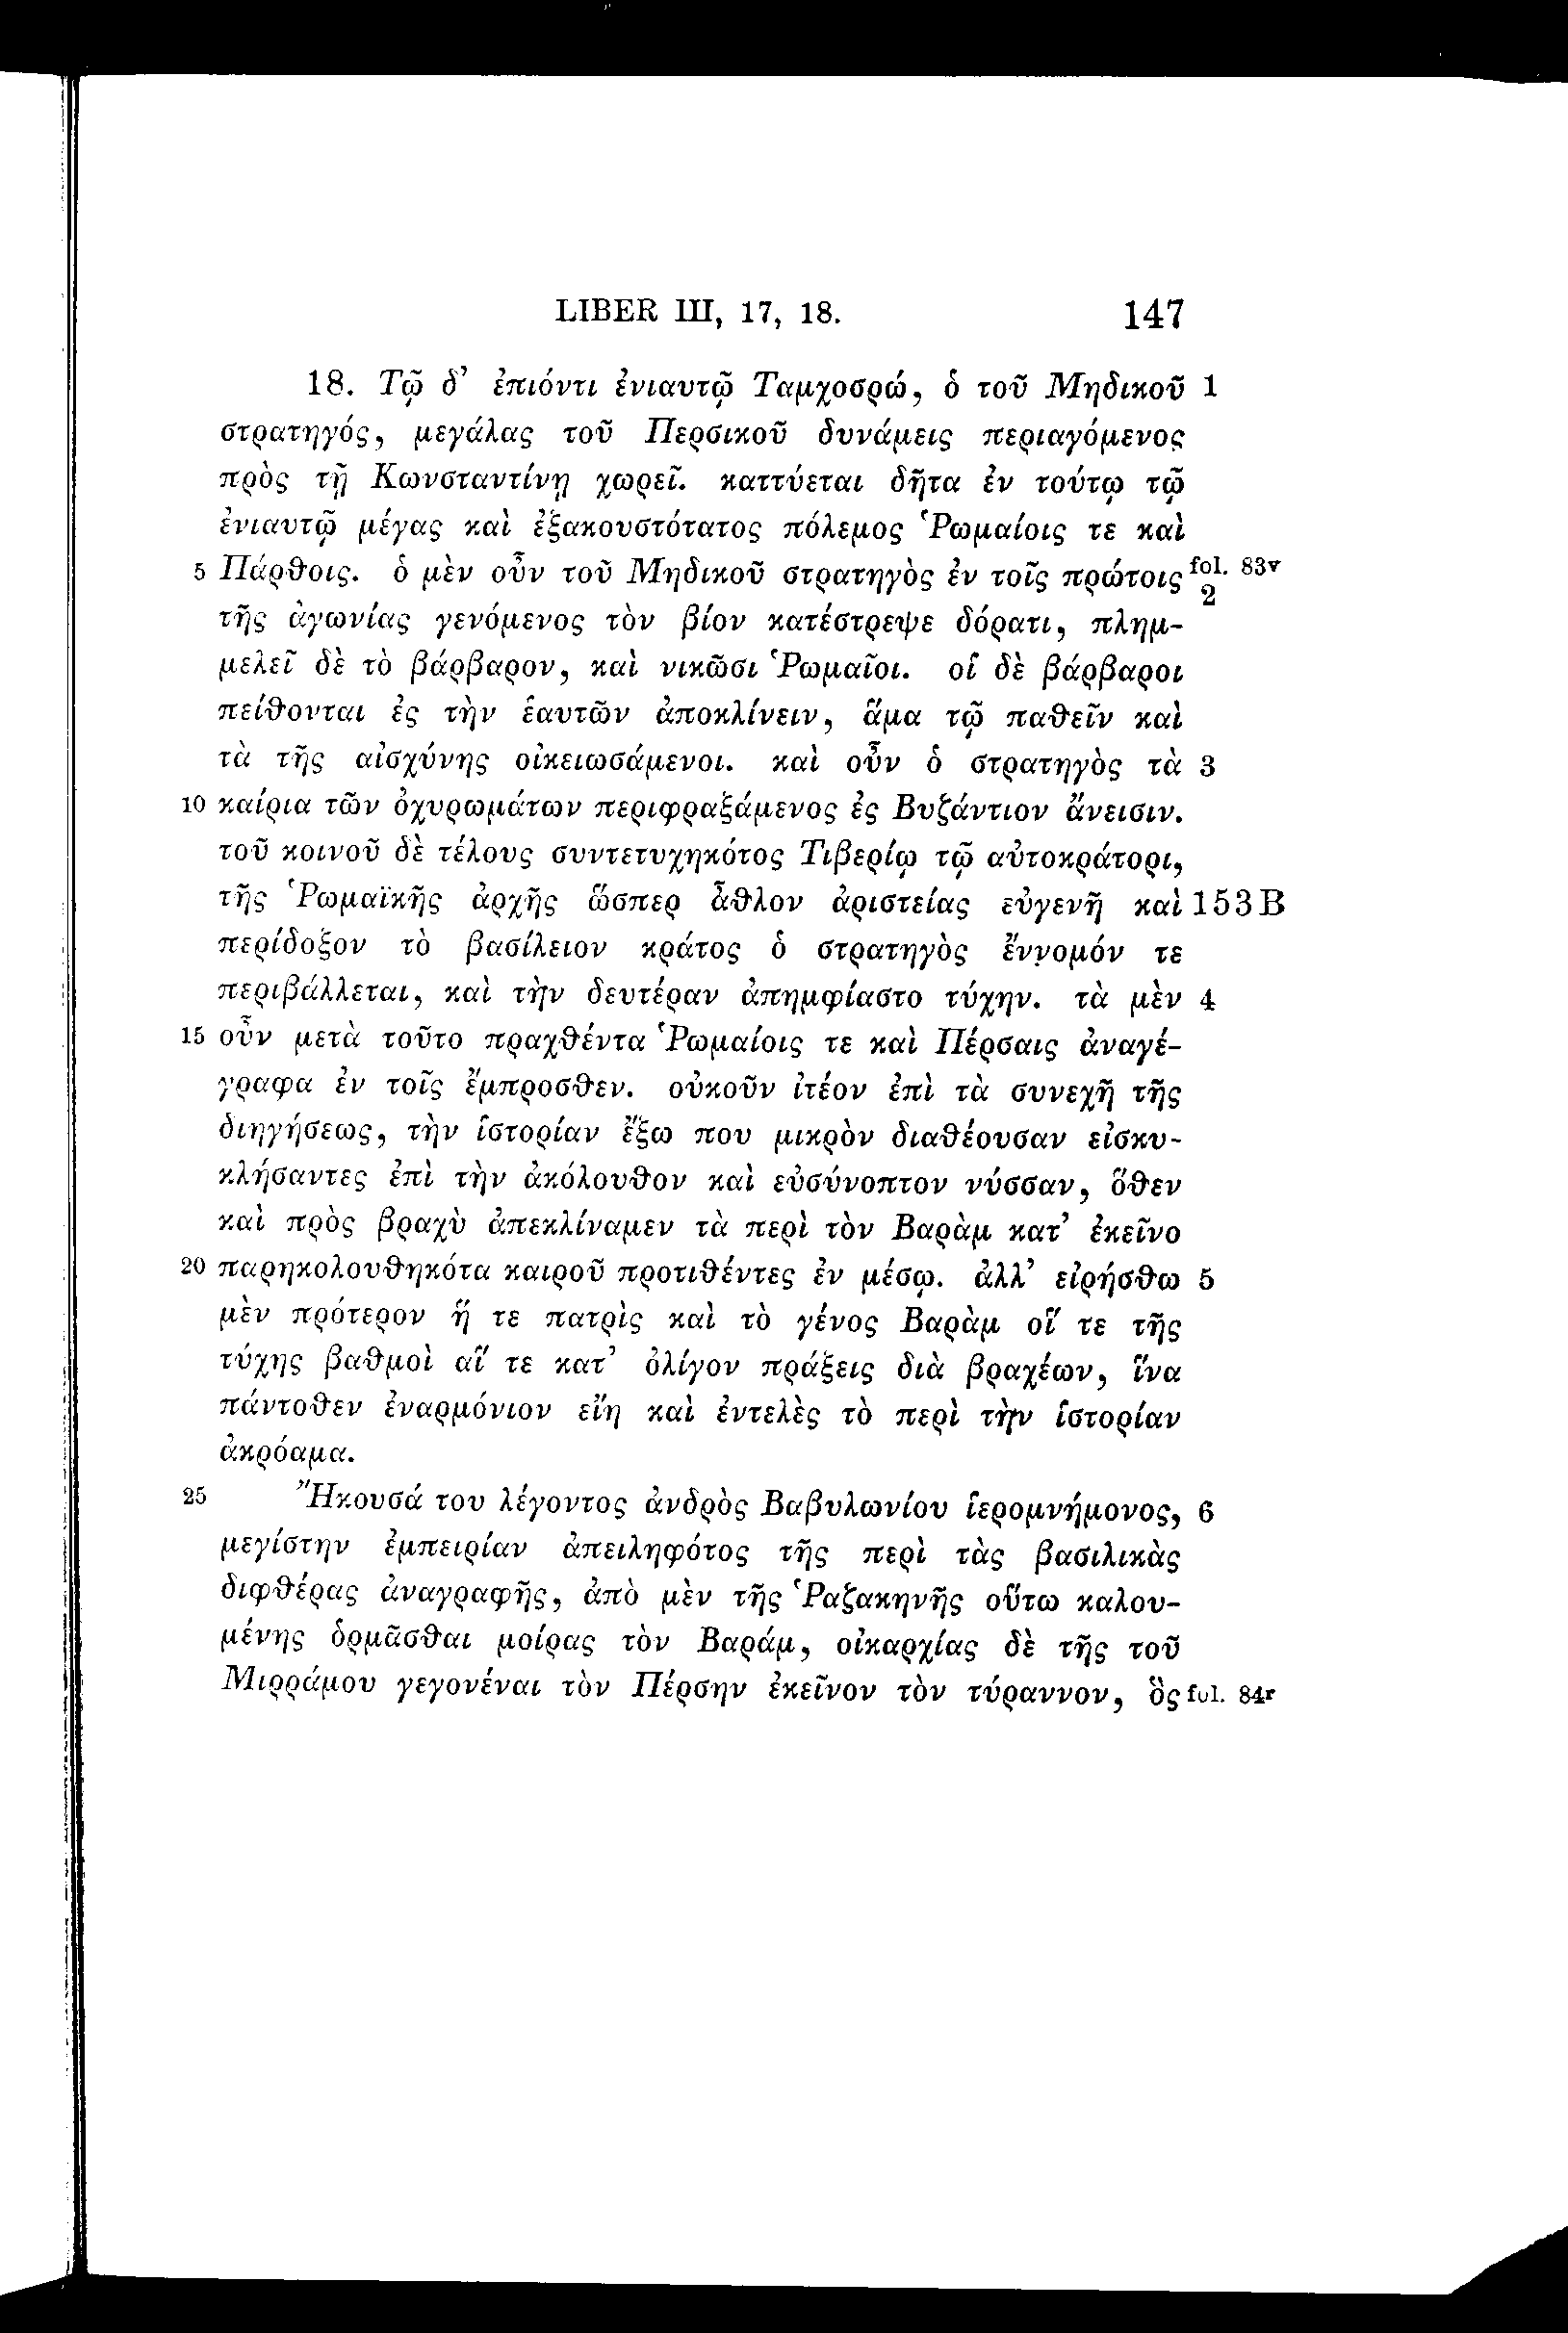 LIBER III, 17, 18. 147
18. Τῷ δ’ ἐπιόντι ἐνιαυτῷ Ταμχοσρώ, ὁ τοῦ Μηδικοῦ 1
στρατηγός, μεγάλας τοῦ Περσικοῦ δυνάμεις περιαγόμενος
πρὸς τῇ Κωνσταντίνῃ χωρεῖ. καττύεται δῆτα ἐν τούτῳ τῷ
ἐνιαυτῷ μέγας καὶ ἐξακουστότατος πόλεμος Ῥωμαίοις τε καὶ
5 Πάρθοις. ὁ μὲν οὖν τοῦ Μηδικοῦ στρατηγὸς ἐν τοῖς πρώτοις fol. 83v 2
τῆς ἀγωνίας γενόμενος τὸν βίον κατέστρεψε δόρατι, πλημ-
μελεῖ δὲ τὸ βάρβαρον, καὶ νικῶσι Ῥωμαῖοι. οἱ δὲ βάρβαροι
πείθονται ἐς τὴν ἑαυτῶν ἀποκλίνειν, ἅμα τῷ παθεῖν καὶ
τὰ τῆς αἰσχύνης οἰκειωσάμενοι. καὶ οὖν ὁ στρατηγὸς τὰ 3
10 καίρια τῶν ὀχυρωμάτων περιφραξάμενος ἐς Βυζάντιον ἄνεισιν.
τοῦ κοινοῦ δὲ τέλους συντετυχηκότος Τιβερίῳ τῷ αὐτοκράτορι,
τῆς Ῥωμαϊκῆς ἀρχῆς ὥσπερ ἆθλον ἀριστείας εὐγενῆ καὶ 153 B
περίδοξον τὸ βασίλειον κράτος ὁ στρατηγὸς ἔννομόν τε
περιβάλλεται, καὶ τὴν δευτέραν ἀπημφίαστο τύχην. τὰ μὲν 4
15 οὖν μετὰ τοῦτο πραχθέντα Ῥωμαίοις τε καὶ Πέρσαις ἀναγέ-
γραφα ἐν τοῖς ἔμπροσθεν. οὐκοῦν ἰτέον ἐπὶ τὰ συνεχῆ τῆς
διηγήσεως, τὴν ἱστορίαν ἔξω που μικρὸν διαθέουσαν εἰσκυ-
κλήσαντες ἐπὶ τὴν ἀκόλουθον καὶ εὐσύνοπτον νύσσαν, ὅθεν
καὶ πρὸς βραχὺ ἀπεκλίναμεν τὰ περὶ τὸν Βαρὰμ κατ’ ἐκεῖνο
20 παρηκολουθηκότα καιροῦ προτιθέντες ἐν μέσῳ. ἀλλ’ εἰρήσθω 5
μὲν πρότερον ἥ τε πατρὶς καὶ τὸ γένος Βαρὰμ οἵ τε τῆς
τύχης βαθμοὶ αἵ τε κατ’ ὀλίγον πράξεις διὰ βραχέων, ἵνα
πάντοθεν ἐναρμόνιον εἴη καὶ ἐντελὲς τὸ περὶ τὴν ἱστορίαν
ἀκρόαμα.
25 Ἤκουσά του λέγοντος ἀνδρὸς Βαβυλωνίου ἱερομνήμονος, 6
μεγίστην ἐμπειρίαν ἀπειληφότος τῆς περὶ τὰς βασιλικὰς
διφθέρας ἀναγραφῆς, ἀπὸ μὲν τῆς Ῥαζακηνῆς οὕτω καλου-
μένης ὁρμᾶσθαι μοίρας τὸν Βαράμ, οἰκαρχίας δὲ τῆς τοῦ
Μιρράμου γεγονέναι τὸν Πέρσην ἐκεῖνον τὸν τύραννον, ὃς fol. 84r